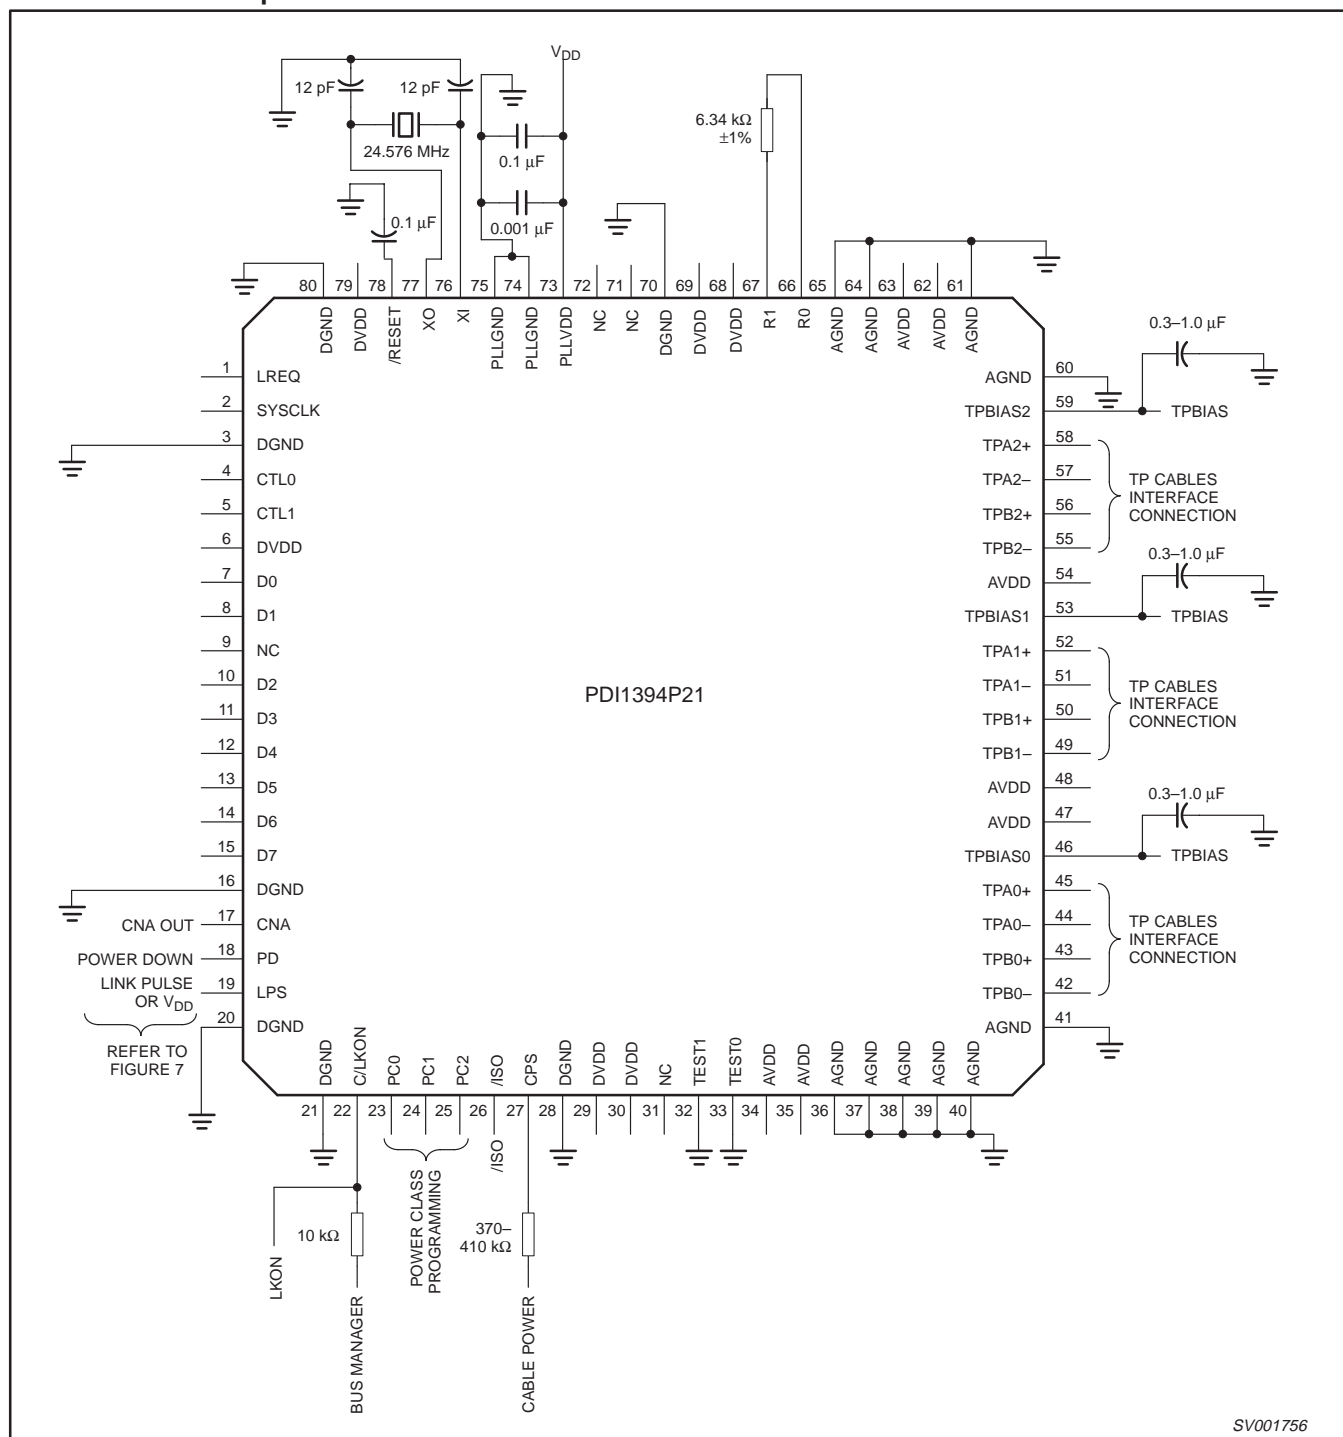 VDD
12 pF
12 pF
24.576 MHz
0.1 μF
0.1 μF
0.001 μF
6.34 kΩ
±1%
80 79 78 77 76 75 74 73 72 71 70 69 68 67 66 65 64 63 62 61
DGND
DVDD
/RESET
XO
XI
PLLGND
PLLGND
PLLVDD
NC
NC
DGND
DVDD
DVDD
R1
R0
AGND
AGND
AVDD
AVDD
AGND
1 LREQ
2 SYSCLK
3 DGND
4 CTL0
5 CTL1
6 DVDD
7 D0
8 D1
9 NC
10 D2
11 D3
12 D4
13 D5
14 D6
15 D7
16 DGND
CNA OUT 17 CNA
POWER DOWN 18 PD
LINK PULSE
OR VDD
19 LPS
20 DGND
REFER TO
FIGURE 7
PDI1394P21
0.3–1.0 μF
AGND 60
TPBIAS2 59 TPBIAS
TPA2+ 58
TPA2– 57
TPB2+ 56
TPB2– 55
TP CABLES
INTERFACE
CONNECTION
0.3–1.0 μF
AVDD 54
TPBIAS1 53 TPBIAS
TPA1+ 52
TPA1– 51
TPB1+ 50
TPB1– 49
TP CABLES
INTERFACE
CONNECTION
AVDD 48
0.3–1.0 μF
AVDD 47
TPBIAS0 46 TPBIAS
TPA0+ 45
TPA0– 44
TPB0+ 43
TPB0– 42
TP CABLES
INTERFACE
CONNECTION
AGND 41
DGND
C/LKON
PC0
PC1
PC2
/ISO
CPS
DGND
DVDD
DVDD
NC
TEST1
TEST0
AVDD
AVDD
AGND
AGND
AGND
AGND
AGND
21 22 23 24 25 26 27 28 29 30 31 32 33 34 35 36 37 38 39 40
/ISO
POWER CLASS
PROGRAMMING
LKON
10 kΩ
BUS MANAGER
370–
410 kΩ
CABLE POWER
SV001756